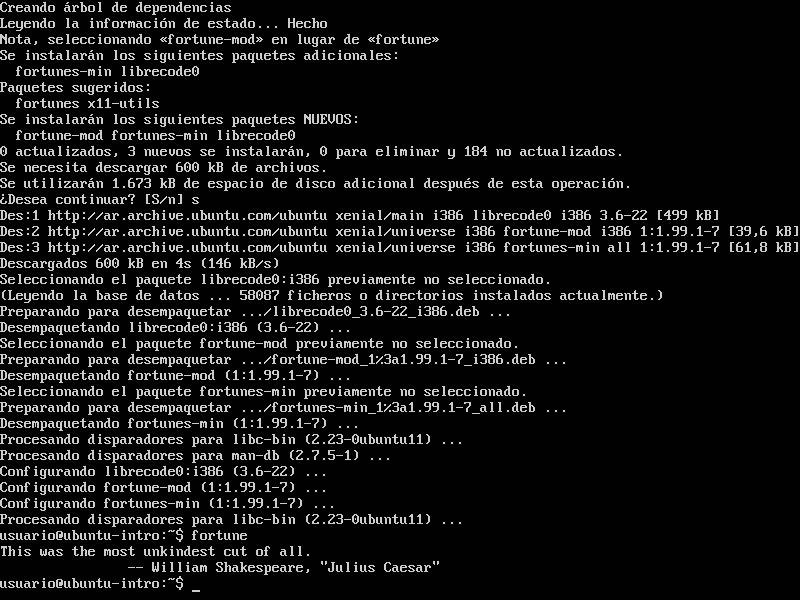 Creando árbol de dependencias
Leyendo la información de estado... Hecho
Nota, seleccionando «fortune-mod» en lugar de «fortune»
Se instalarán los siguientes paquetes adicionales:
  fortunes-min librecode0
Paquetes sugeridos:
  fortunes x11-utils
Se instalarán los siguientes paquetes NUEVOS:
  fortune-mod fortunes-min librecode0
0 actualizados, 3 nuevos se instalarán, 0 para eliminar y 184 no actualizados.
Se necesita descargar 600 kB de archivos.
Se utilizarán 1.673 kB de espacio de disco adicional después de esta operación.
¿Desea continuar? [S/n] s
Des:1 http://ar.archive.ubuntu.com/ubuntu xenial/main i386 librecode0 i386 3.6-22 [499 kB]
Des:2 http://ar.archive.ubuntu.com/ubuntu xenial/universe i386 fortune-mod i386 1:1.99.1-7 [39,6 kB]
Des:3 http://ar.archive.ubuntu.com/ubuntu xenial/universe i386 fortunes-min all 1:1.99.1-7 [61,8 kB]
Descargados 600 kB en 4s (146 kB/s)
Seleccionando el paquete librecode0:i386 previamente no seleccionado.
(Leyendo la base de datos ... 58087 ficheros o directorios instalados actualmente.)
Preparando para desempaquetar .../librecode0_3.6-22_i386.deb ...
Desempaquetando librecode0:i386 (3.6-22) ...
Seleccionando el paquete fortune-mod previamente no seleccionado.
Preparando para desempaquetar .../fortune-mod_1%3a1.99.1-7_i386.deb ...
Desempaquetando fortune-mod (1:1.99.1-7) ...
Seleccionando el paquete fortunes-min previamente no seleccionado.
Preparando para desempaquetar .../fortunes-min_1%3a1.99.1-7_all.deb ...
Desempaquetando fortunes-min (1:1.99.1-7) ...
Procesando disparadores para libc-bin (2.23-0ubuntu11) ...
Procesando disparadores para man-db (2.7.5-1) ...
Configurando librecode0:i386 (3.6-22) ...
Configurando fortune-mod (1:1.99.1-7) ...
Configurando fortunes-min (1:1.99.1-7) ...
Procesando disparadores para libc-bin (2.23-0ubuntu11) ...
usuario@ubuntu-intro:~$ fortune
This was the most unkindest cut of all.
                -- William Shakespeare, "Julius Caesar"
usuario@ubuntu-intro:~$ _